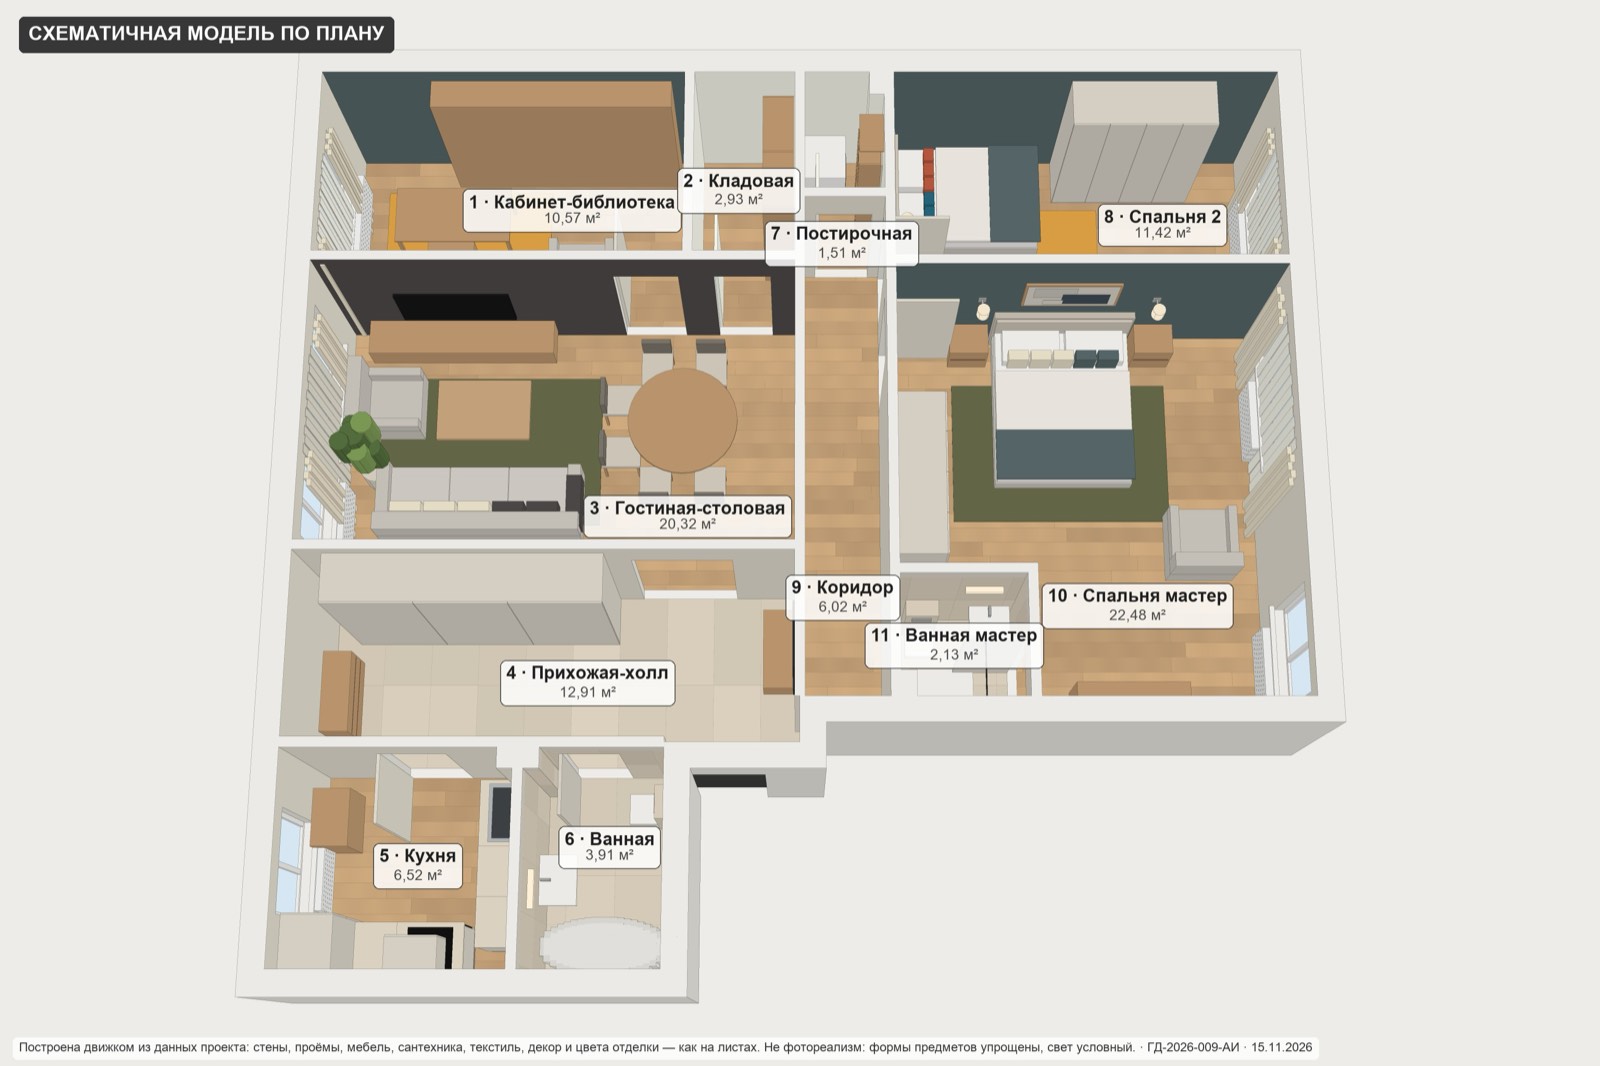 СХЕМАТИЧНАЯ МОДЕЛЬ ПО ПЛАНУ
1 · Кабинет-библиотека
10,57 м²
2 · Кладовая
2,93 м²
7 · Постирочная
1,51 м²
8 · Спальня 2
11,42 м²
3 · Гостиная-столовая
20,32 м²
9 · Коридор
6,02 м²
10 · Спальня мастер
22,48 м²
11 · Ванная мастер
2,13 м²
4 · Прихожая-холл
12,91 м²
5 · Кухня
6,52 м²
6 · Ванная
3,91 м²
Построена движком из данных проекта: стены, проёмы, мебель, сантехника, текстиль, декор и цвета отделки — как на листах. Не фотореализм: формы предметов упрощены, свет условный. · ГД-2026-009-АИ · 15.11.2026